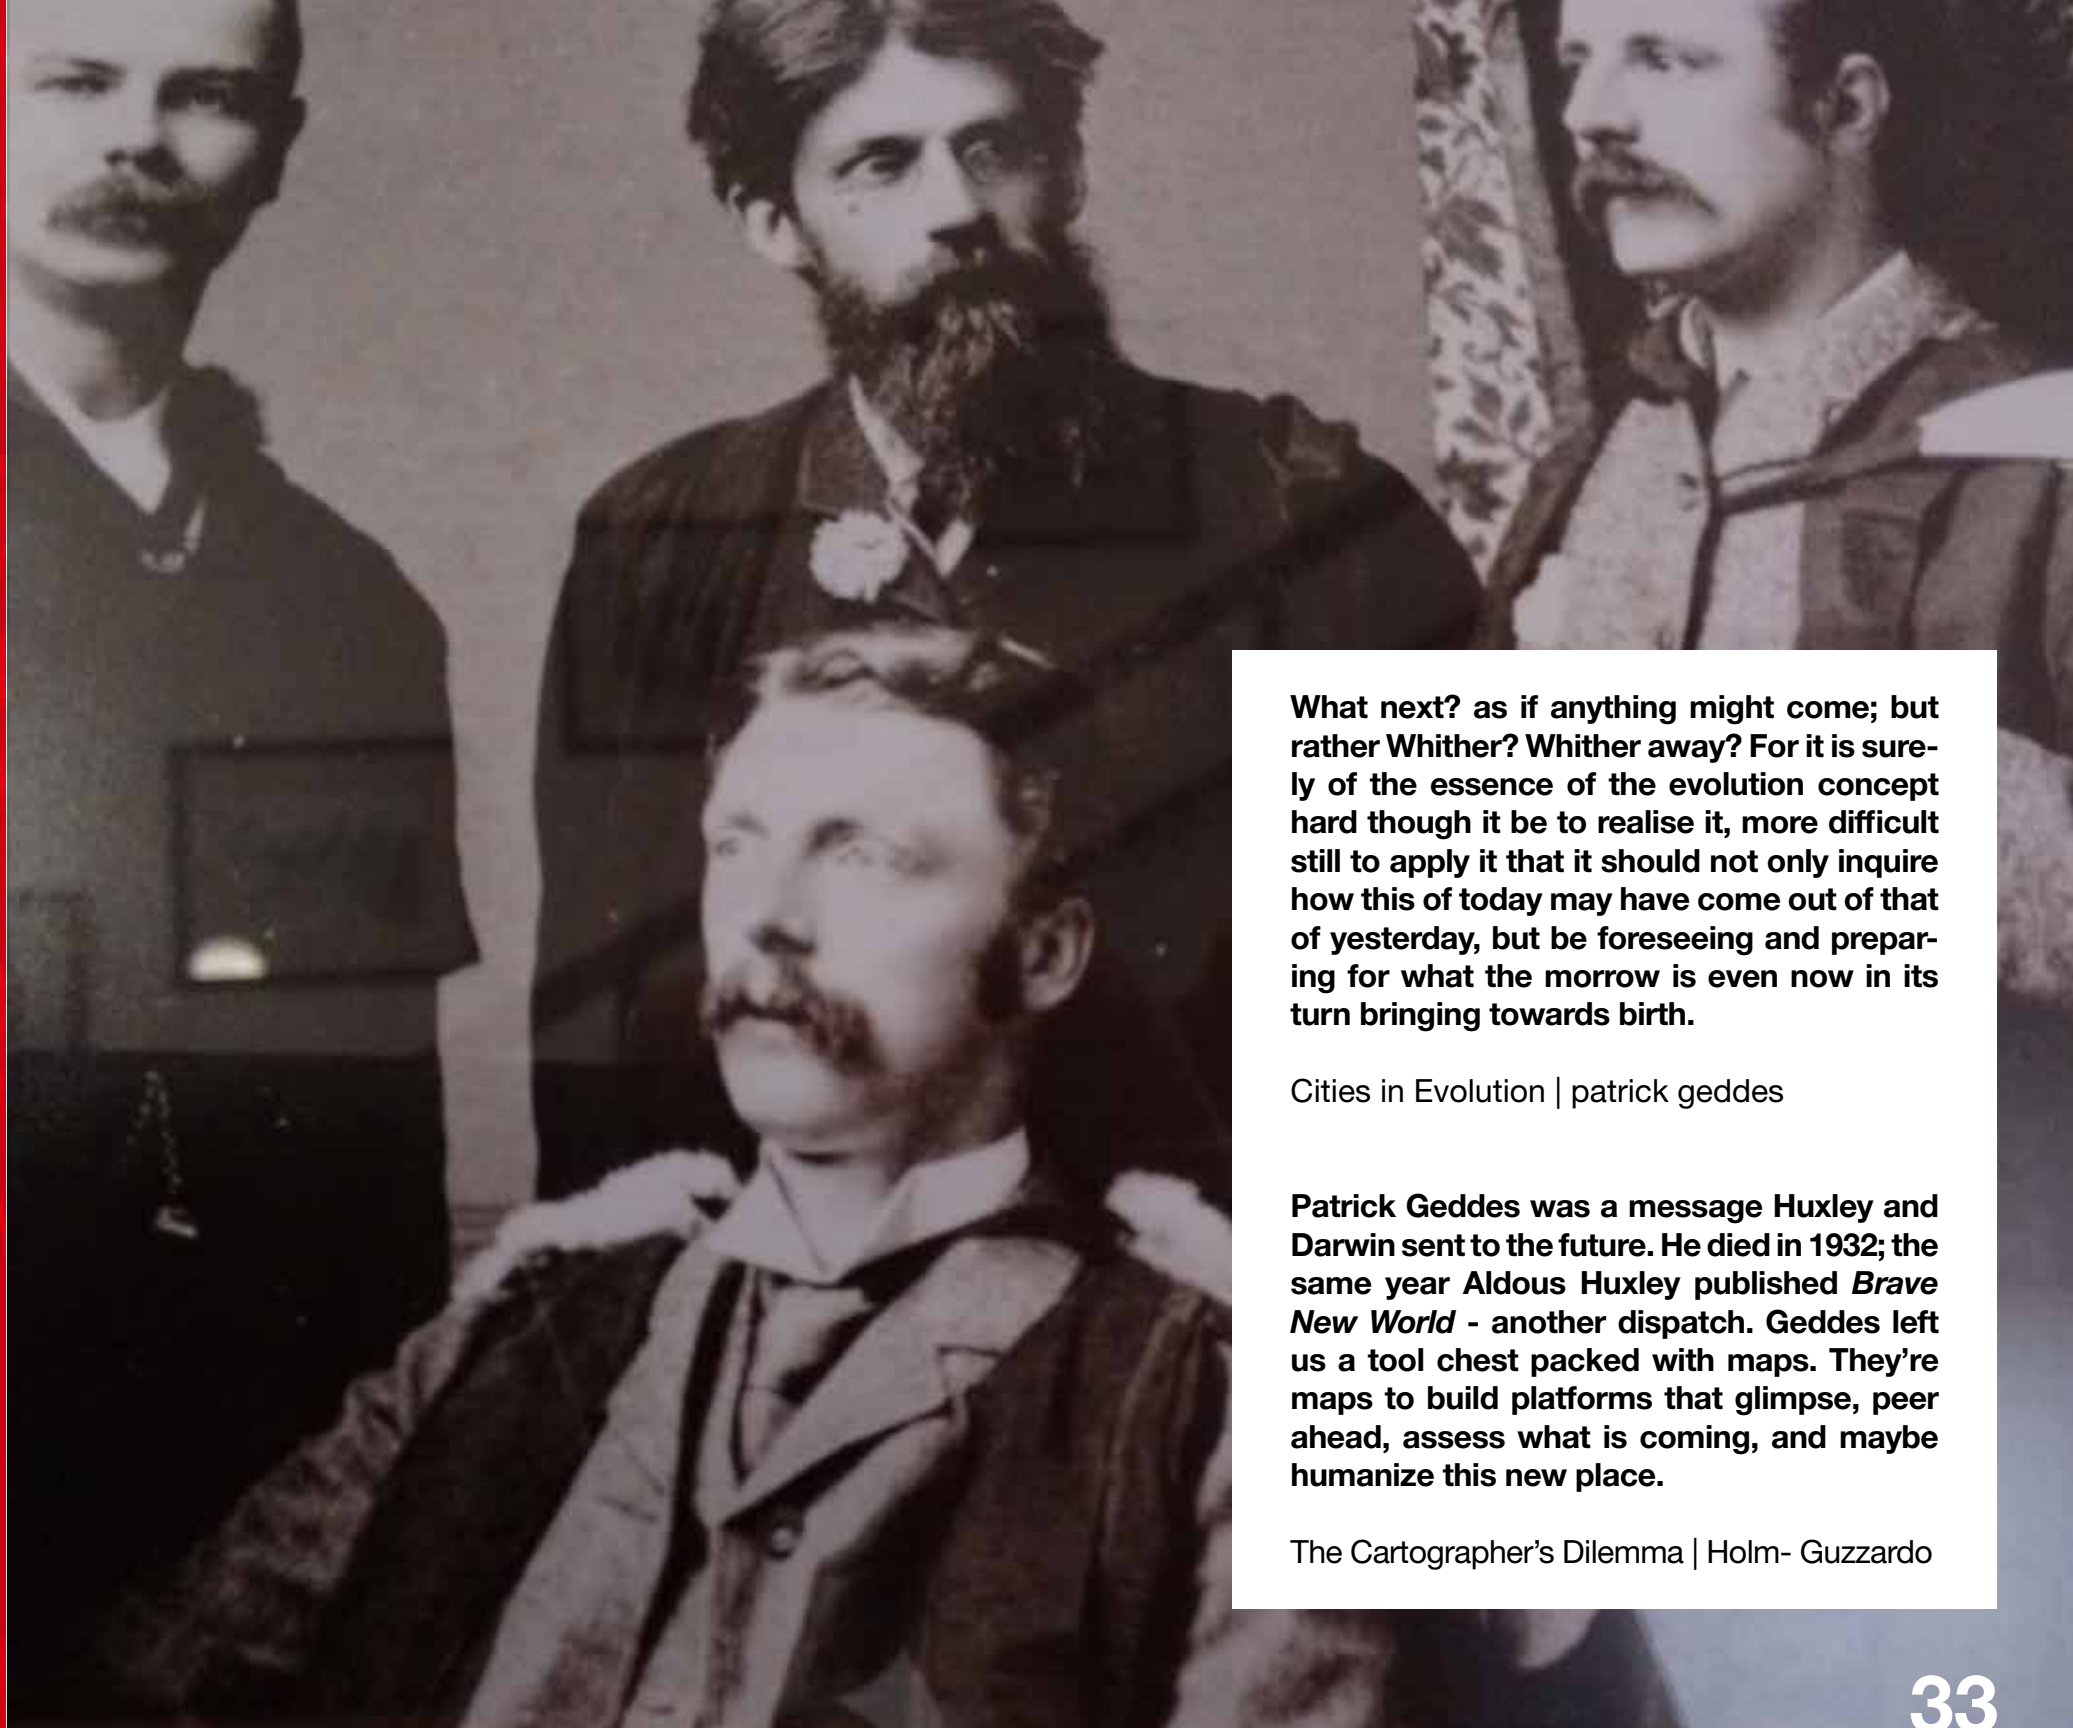 What next? as if anything might come; but
rather Whither? Whither away? For it is sure-
ly of the essence of the evolution concept
hard though it be to realise it, more difficult
still to apply it that it should not only inquire
how this of today may have come out of that
of yesterday, but be foreseeing and prepar-
ing for what the morrow is even now in its
turn bringing towards birth.
Cities in Evolution | patrick geddes
Patrick Geddes was a message Huxley and
Darwin sent to the future. He died in 1932; the
same year Aldous Huxley published Brave
New World - another dispatch. Geddes left
us a tool chest packed with maps. They’re
maps to build platforms that glimpse, peer
ahead, assess what is coming, and maybe
humanize this new place.
The Cartographer’s Dilemma | Holm- Guzzardo
33